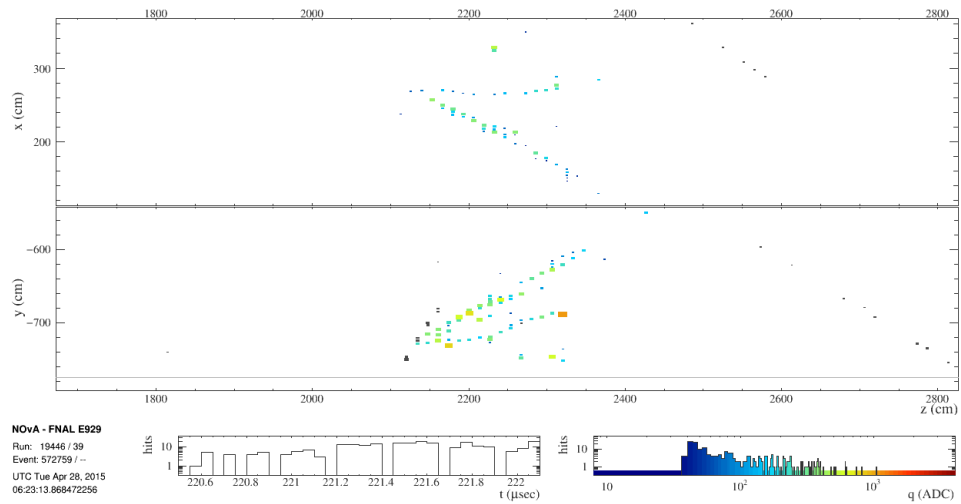 1800 2000 2200 2400 2600 2800
300
200
x (cm)
−600
−700
y (cm)
1800 2000 2200 2400 2600 2800
z (cm)
NOvA - FNAL E929
Run: 19446 / 39
Event: 572759 / --
UTC Tue Apr 28, 2015
06:23:13.868472256
hits
10
1
220.6 220.8 221 221.2 221.4 221.6 221.8 222
t (μsec)
hits
10
1
10 10² 10³
q (ADC)